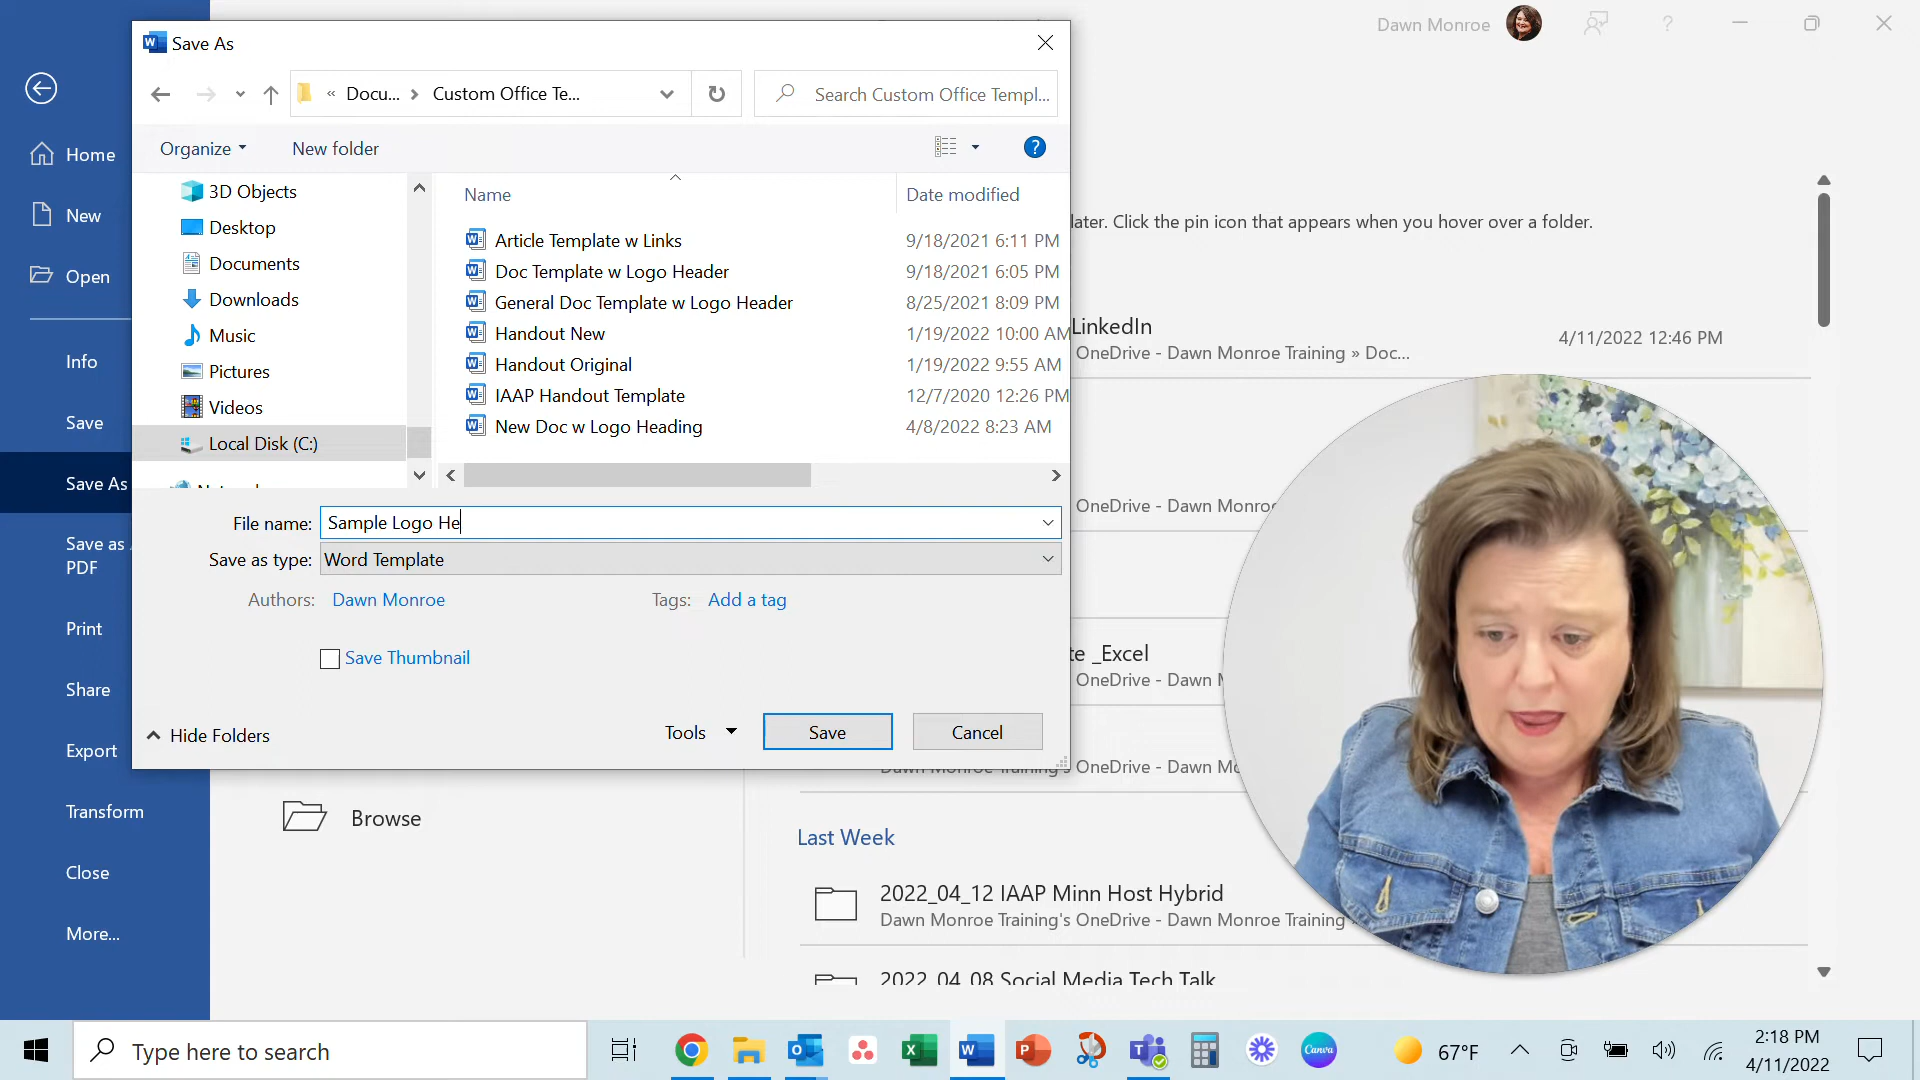 Dawn Monroe
?
Save As
« Docu... > Custom Office Te...
Search Custom Office Templ...
Organize
New folder
?
Home
New
Open
Info
Save
Save As
Save as
PDF
Print
Share
Export
Transform
Close
More...
3D Objects
Desktop
Documents
Downloads
Music
Pictures
Videos
Local Disk (C:)
Name Date modified
Article Template w Links 9/18/2021 6:11 PM
Doc Template w Logo Header 9/18/2021 6:05 PM
General Doc Template w Logo Header 8/25/2021 8:09 PM
Handout New 1/19/2022 10:00 AM
Handout Original 1/19/2022 9:55 AM
IAAP Handout Template 12/7/2020 12:26 PM
New Doc w Logo Heading 4/8/2022 8:23 AM
File name: Sample Logo He
Save as type: Word Template
Authors: Dawn Monroe Tags: Add a tag
Save Thumbnail
Hide Folders
Tools Save Cancel
Browse
later. Click the pin icon that appears when you hover over a folder.
LinkedIn
4/11/2022 12:46 PM
OneDrive - Dawn Monroe Training » Doc...
OneDrive - Dawn Monro
_Excel
OneDrive - Dawn
OneDrive - Dawn
Last Week
2022_04_12 IAAP Minn Host Hybrid
Dawn Monroe Training's OneDrive - Dawn Monroe Training »
2022_04_08 Social Media Tech Talk
Type here to search
Canva
67°F
2:18 PM
4/11/2022